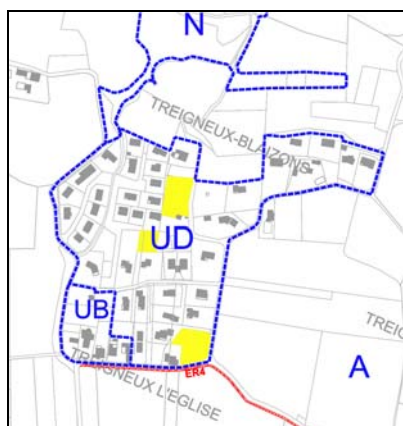 N
TREIGNEUX-BLAIZONS
UD
UB
TREIG
A
ER4
TREIGNEUX L'EGLISE